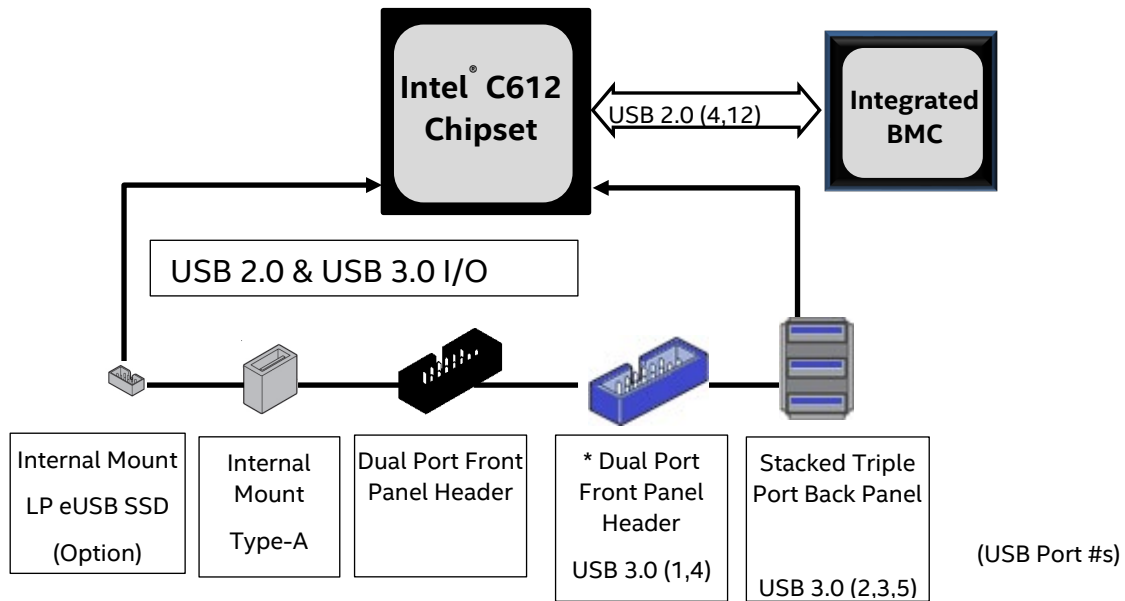 Intel® C612
Chipset
USB 2.0 (4,12)
Integrated
BMC
USB 2.0 & USB 3.0 I/O
Internal Mount
LP eUSB SSD
(Option)
Internal
Mount
Type-A
Dual Port Front
Panel Header
* Dual Port
Front Panel
Header
USB 3.0 (1,4)
Stacked Triple
Port Back Panel
USB 3.0 (2,3,5)
(USB Port #s)